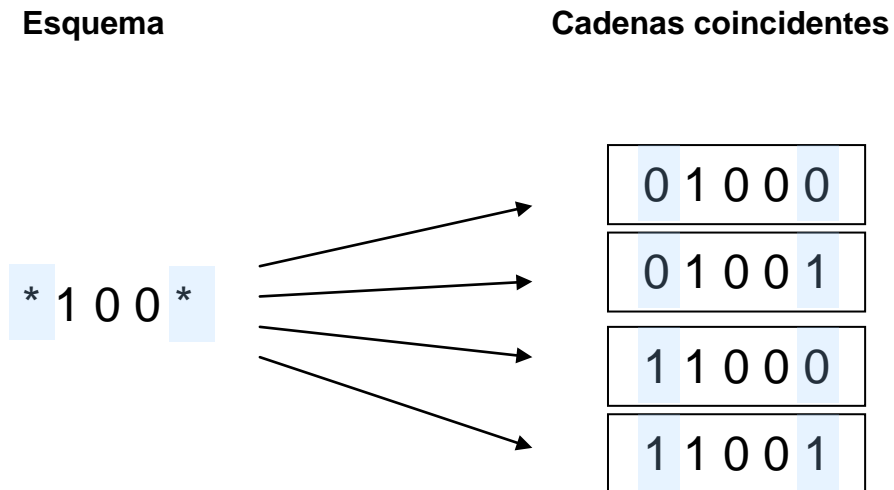 Esquema
Cadenas coincidentes
* 1 0 0 *
0 1 0 0 0
0 1 0 0 1
1 1 0 0 0
1 1 0 0 1